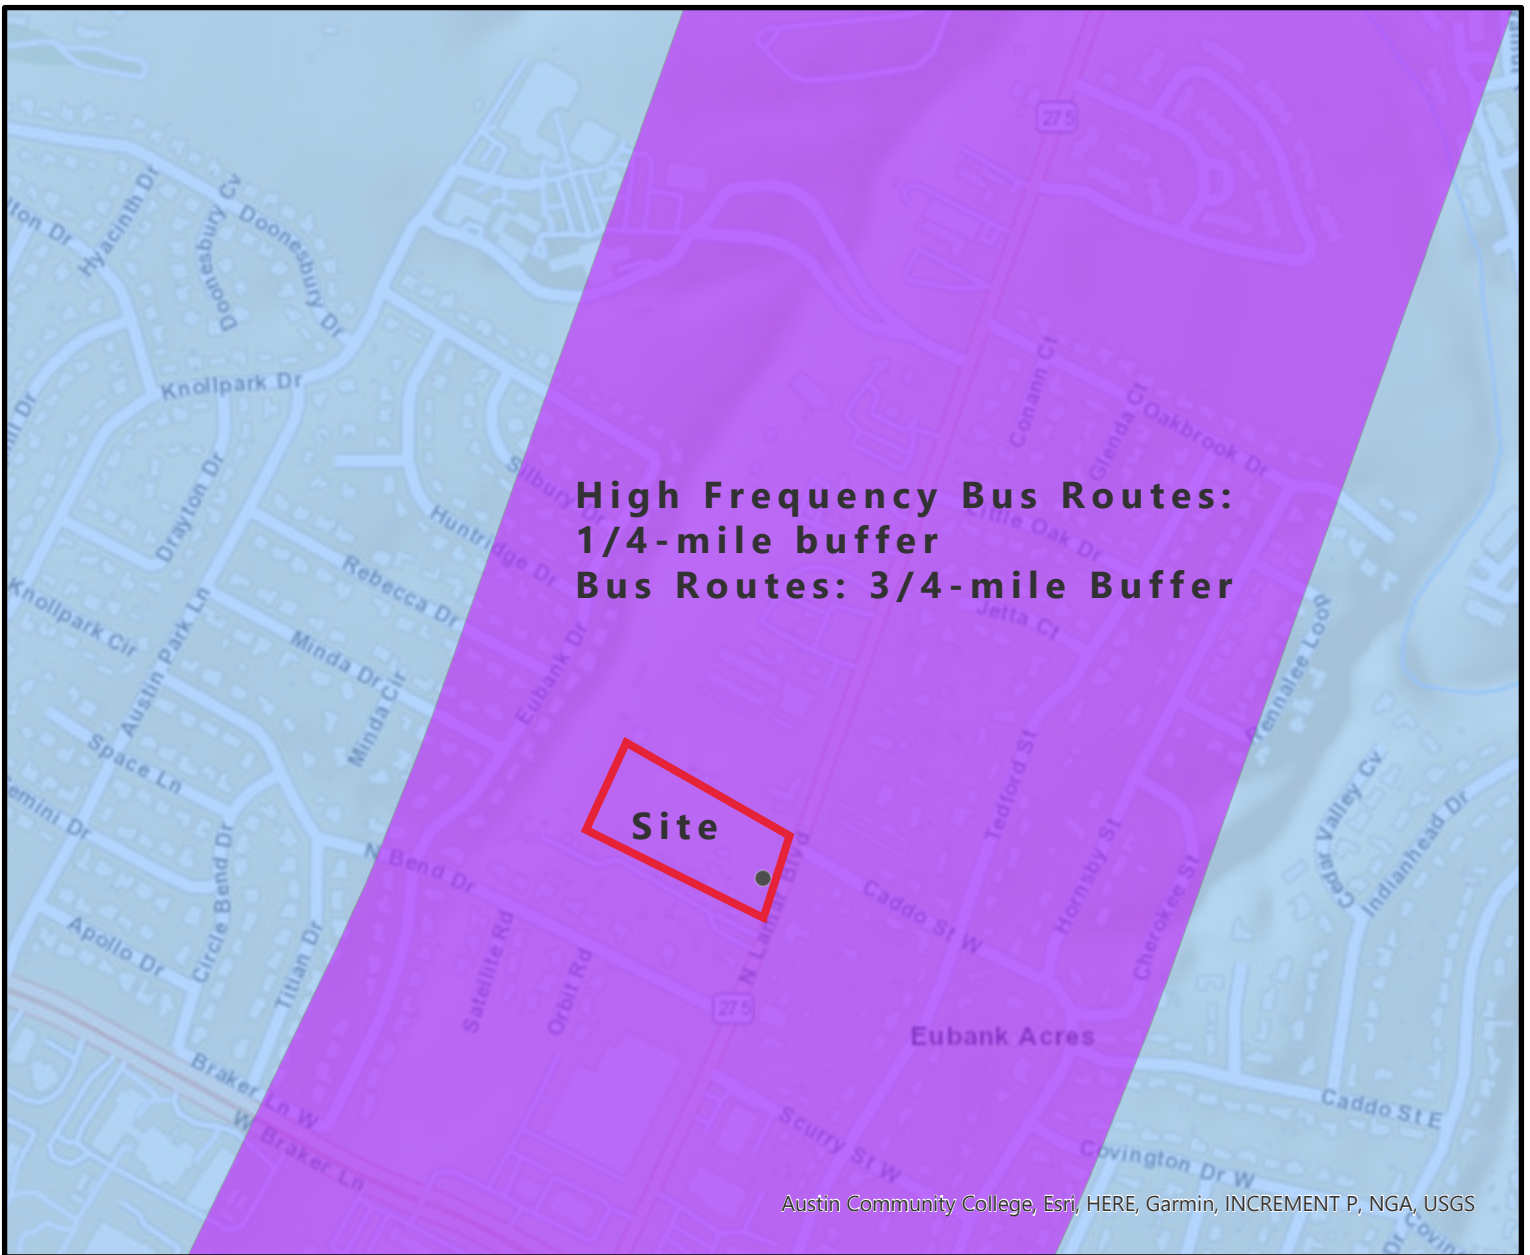 275
Hyacinth Dr
Doonesbury Cv
Doonesbury Dr
Knollpark Dr
Conann Ct
Glenda Ct
Oakbrook Dr
Drayton Dr
Silbury Dr
High Frequency Bus Routes:
1/4-mile buffer
Bus Routes: 3/4-mile Buffer
Huntridge Dr
Little Oak Dr
Rebecca Dr
Jetta Ct
Knollpark Cir
Austin Park Ln
Minda Dr
Minda Cir
Eubank Dr
Space Ln
Tedford St
Site
N Bend Dr
N Lamar Blvd
Caddo St W
Hornsby St
Cherokee St
Cedar Valley Cv
Indianhead Dr
Circle Bend Dr
Apollo Dr
Titian Dr
Satellite Rd
Orbit Rd
275
Eubank Acres
Braker Ln W
W Braker Ln
Scurry St W
Caddo St E
Covington Dr W
Austin Community College, Esri, HERE, Garmin, INCREMENT P, NGA, USGS